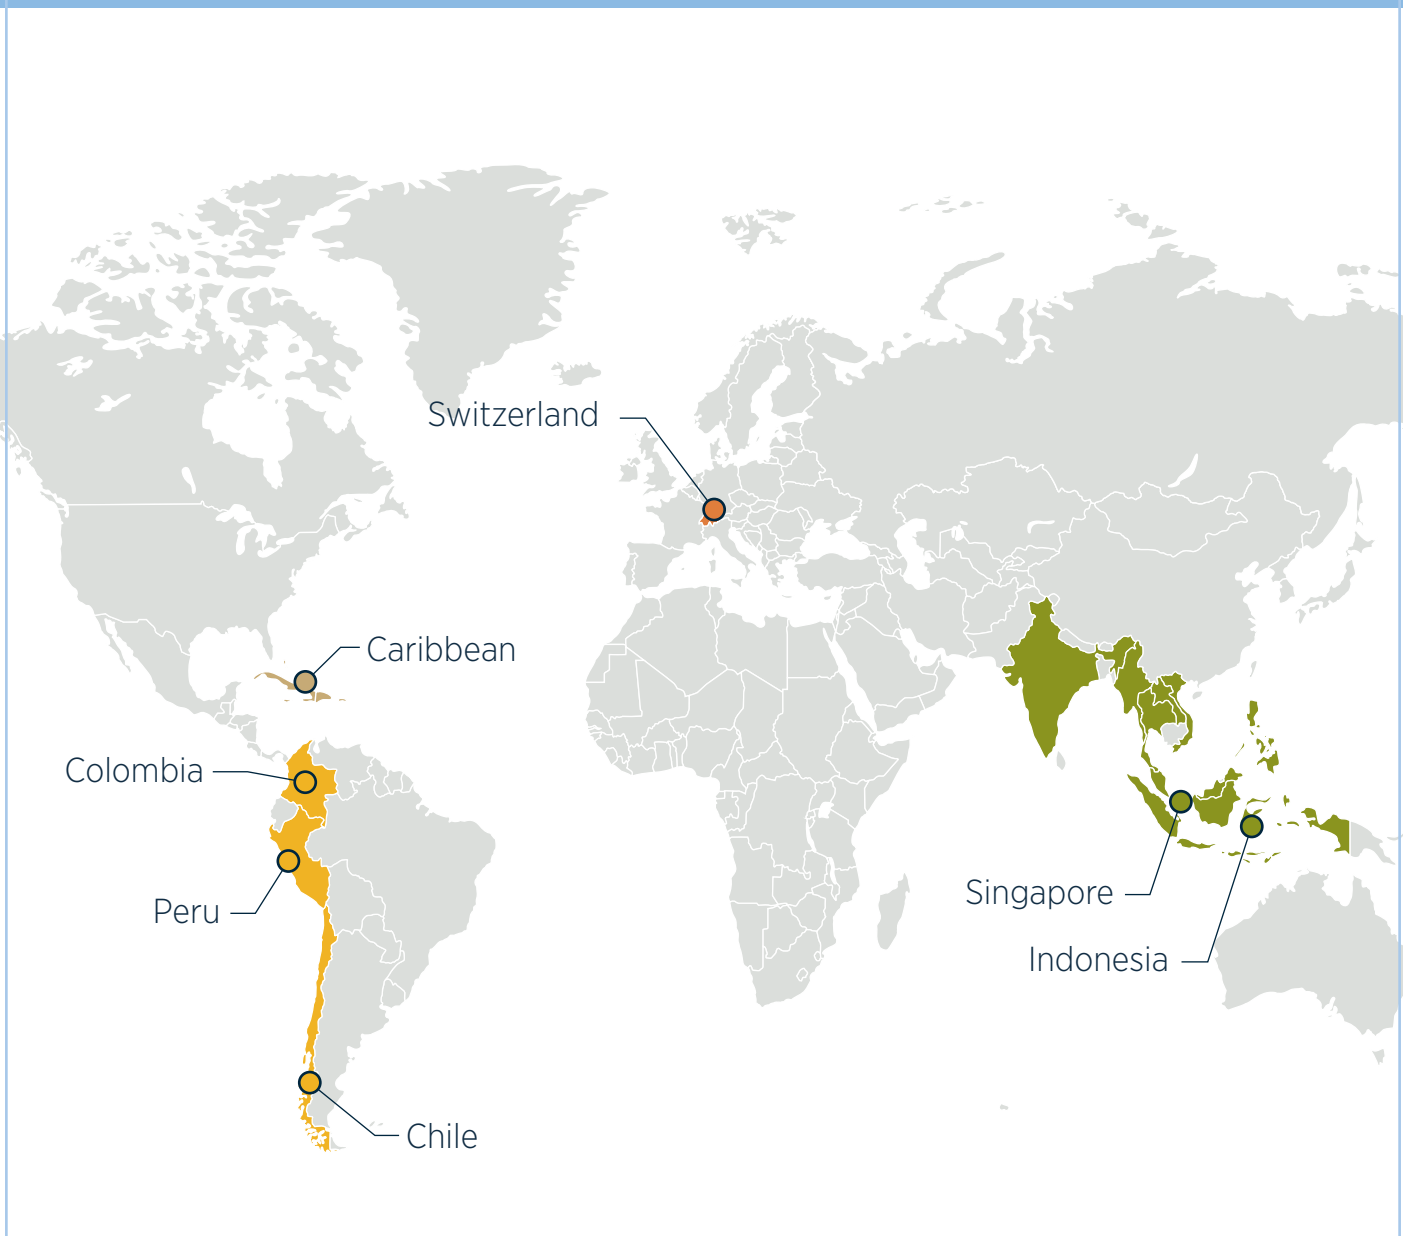 Switzerland
Caribbean
Colombia
Peru
Singapore
Indonesia
Chile